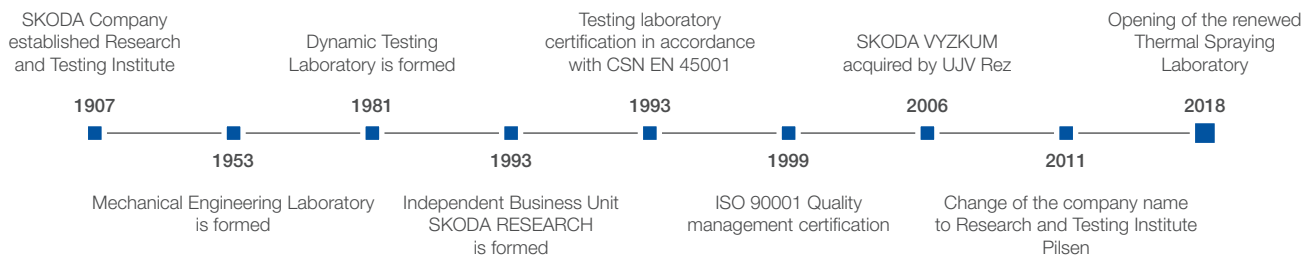 SKODA Company
established Research
and Testing Institute
1907
Mechanical Engineering Laboratory
is formed
1953
Dynamic Testing
Laboratory is formed
1981
Independent Business Unit
SKODA RESEARCH
is formed
1993
Testing laboratory
certification in accordance
with CSN EN 45001
1993
ISO 90001 Quality
management certification
1999
SKODA VYZKUM
acquired by UJV Rez
2006
Change of the company name
to Research and Testing Institute
Pilsen
2011
Opening of the renewed
Thermal Spraying
Laboratory
2018